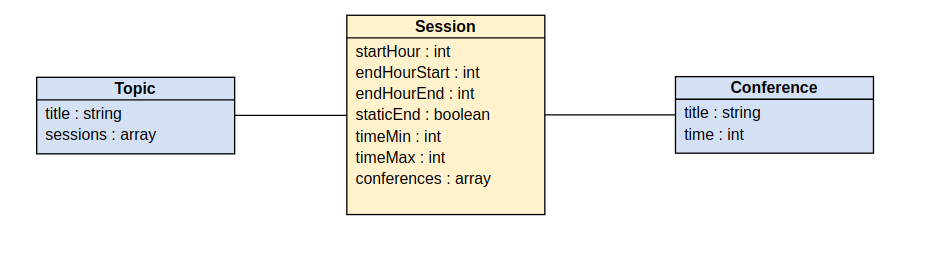 Topic
title : string
sessions : array
Session
startHour : int
endHourStart : int
endHourEnd : int
staticEnd : boolean
timeMin : int
timeMax : int
conferences : array
Conference
title : string
time : int